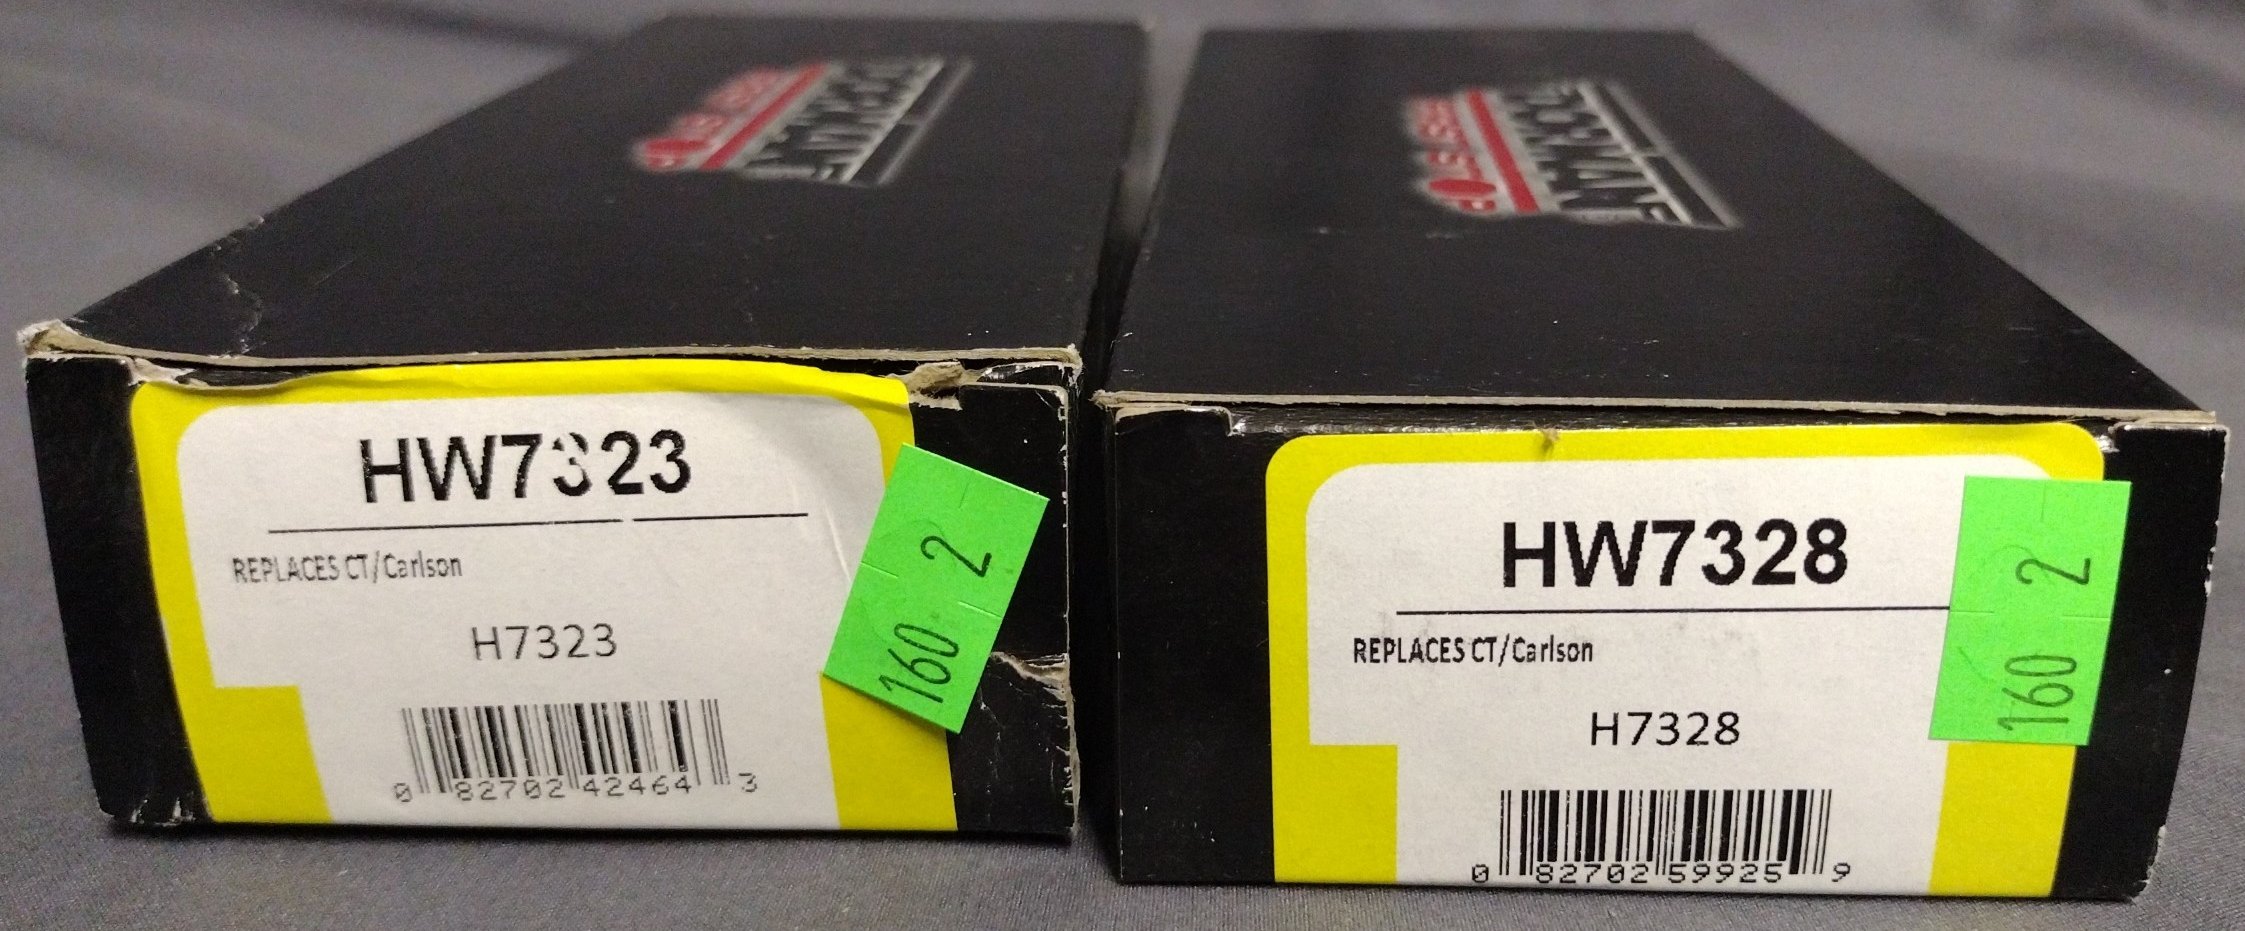 HW7323
REPLACES CT/Carlson
H7323
0 82702 42464 3
160 2
HW7328
REPLACES CT/Carlson
H7328
0 82702 59925 9
160 2